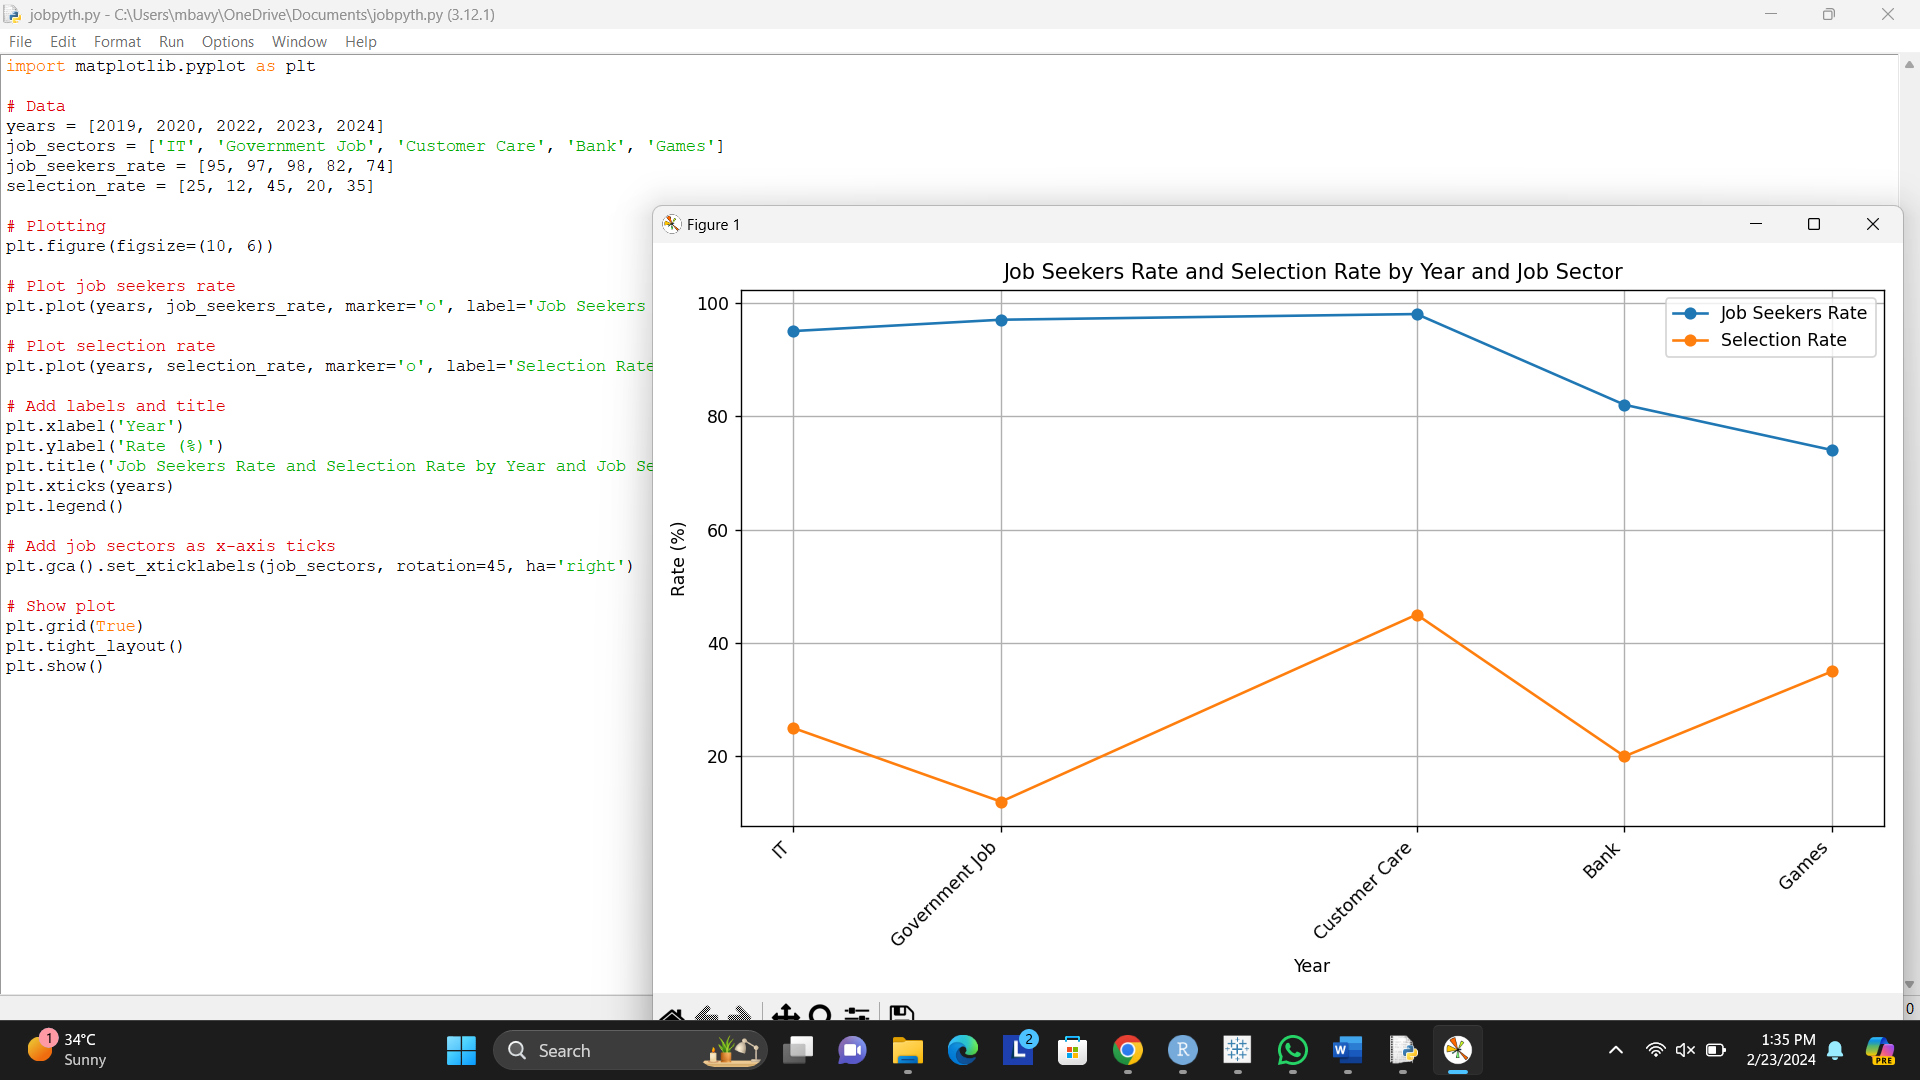 jobpyth.py - C:\Users\mbavy\OneDrive\Documents\jobpyth.py (3.12.1)
File Edit Format Run Options Window Help
import matplotlib.pyplot as plt
# Data
years = [2019, 2020, 2022, 2023, 2024]
job_sectors = ['IT', 'Government Job', 'Customer Care', 'Bank', 'Games']
job_seekers_rate = [95, 97, 98, 82, 74]
selection_rate = [25, 12, 45, 20, 35]
# Plotting
plt.figure(figsize=(10, 6))
# Plot job seekers rate
plt.plot(years, job_seekers_rate, marker='o', label='Job Seekers
# Plot selection rate
plt.plot(years, selection_rate, marker='o', label='Selection Rate
# Add labels and title
plt.xlabel('Year')
plt.ylabel('Rate (%)')
plt.title('Job Seekers Rate and Selection Rate by Year and Job Se
plt.xticks(years)
plt.legend()
# Add job sectors as x-axis ticks
plt.gca().set_xticklabels(job_sectors, rotation=45, ha='right')
# Show plot
plt.grid(True)
plt.tight_layout()
plt.show()
Figure 1
Job Seekers Rate and Selection Rate by Year and Job Sector
Job Seekers Rate
Selection Rate
100
80
60
40
20
Rate (%)
IT
Government Job
Customer Care
Bank
Games
Year
0
1
34°C
Sunny
Search
L
2
R
W
1:35 PM
2/23/2024
PRE